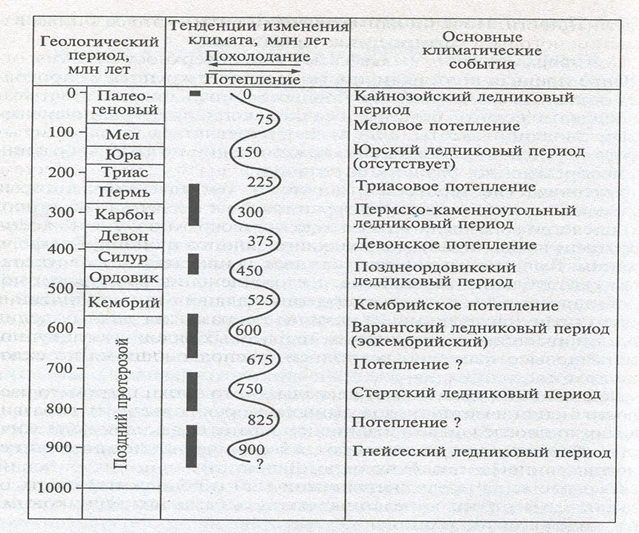 Геологический
период,
млн лет
Тенденции изменения
климата, млн лет
Похолодание
Потепление
Основные
климатические
события
0
100
200
300
400
500
600
700
800
900
1000
Палео-
геновый
Мел
Юра
Триас
Пермь
Карбон
Девон
Силур
Ордовик
Кембрий
Поздний протерозой
0
75
150
225
300
375
450
525
600
675
750
825
900
?
Кайнозойский ледниковый
период
Меловое потепление
Юрский ледниковый период
(отсутствует)
Триасовое потепление
Пермско-каменноугольный
ледниковый период
Девонское потепление
Позднеордовикский
ледниковый период
Кембрийское потепление
Варангский ледниковый период
(эокембрийский)
Потепление ?
Стертский ледниковый период
Потепление ?
Гнейсеский ледниковый период